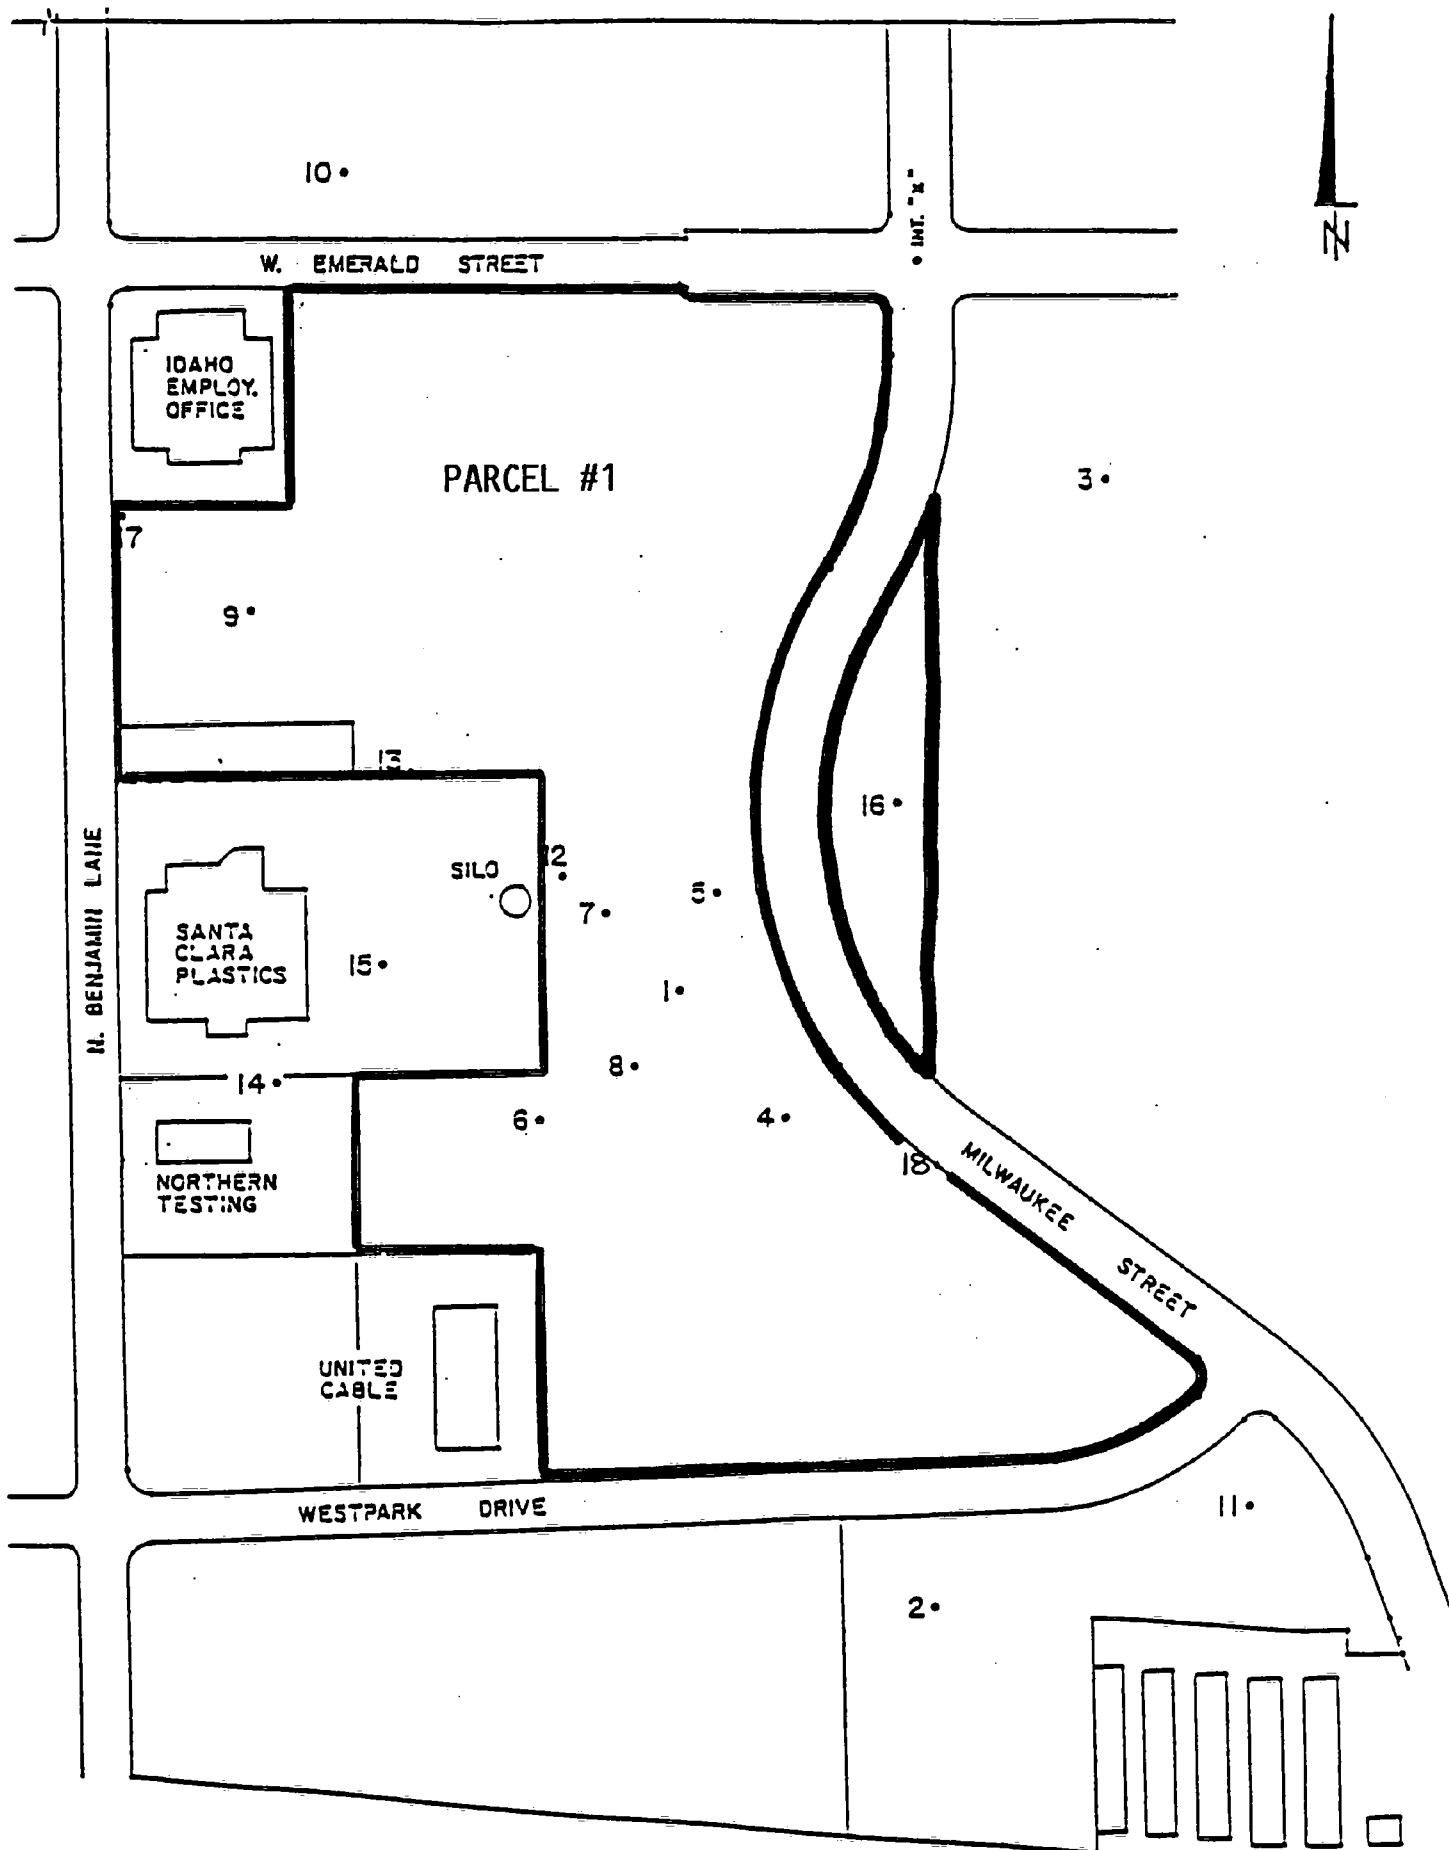 10
INT. "X"
W. EMERALD STREET
N
IDAHO
EMPLOY.
OFFICE
PARCEL #1
3
17
9
13
16
12
SILO
7
5
SANTA
CLARA
PLASTICS
15
1
N. BENJAMIN LANE
8
14
6
4
18
MILWAUKEE STREET
NORTHERN
TESTING
UNITED
CABLE
WESTPARK DRIVE
11
2